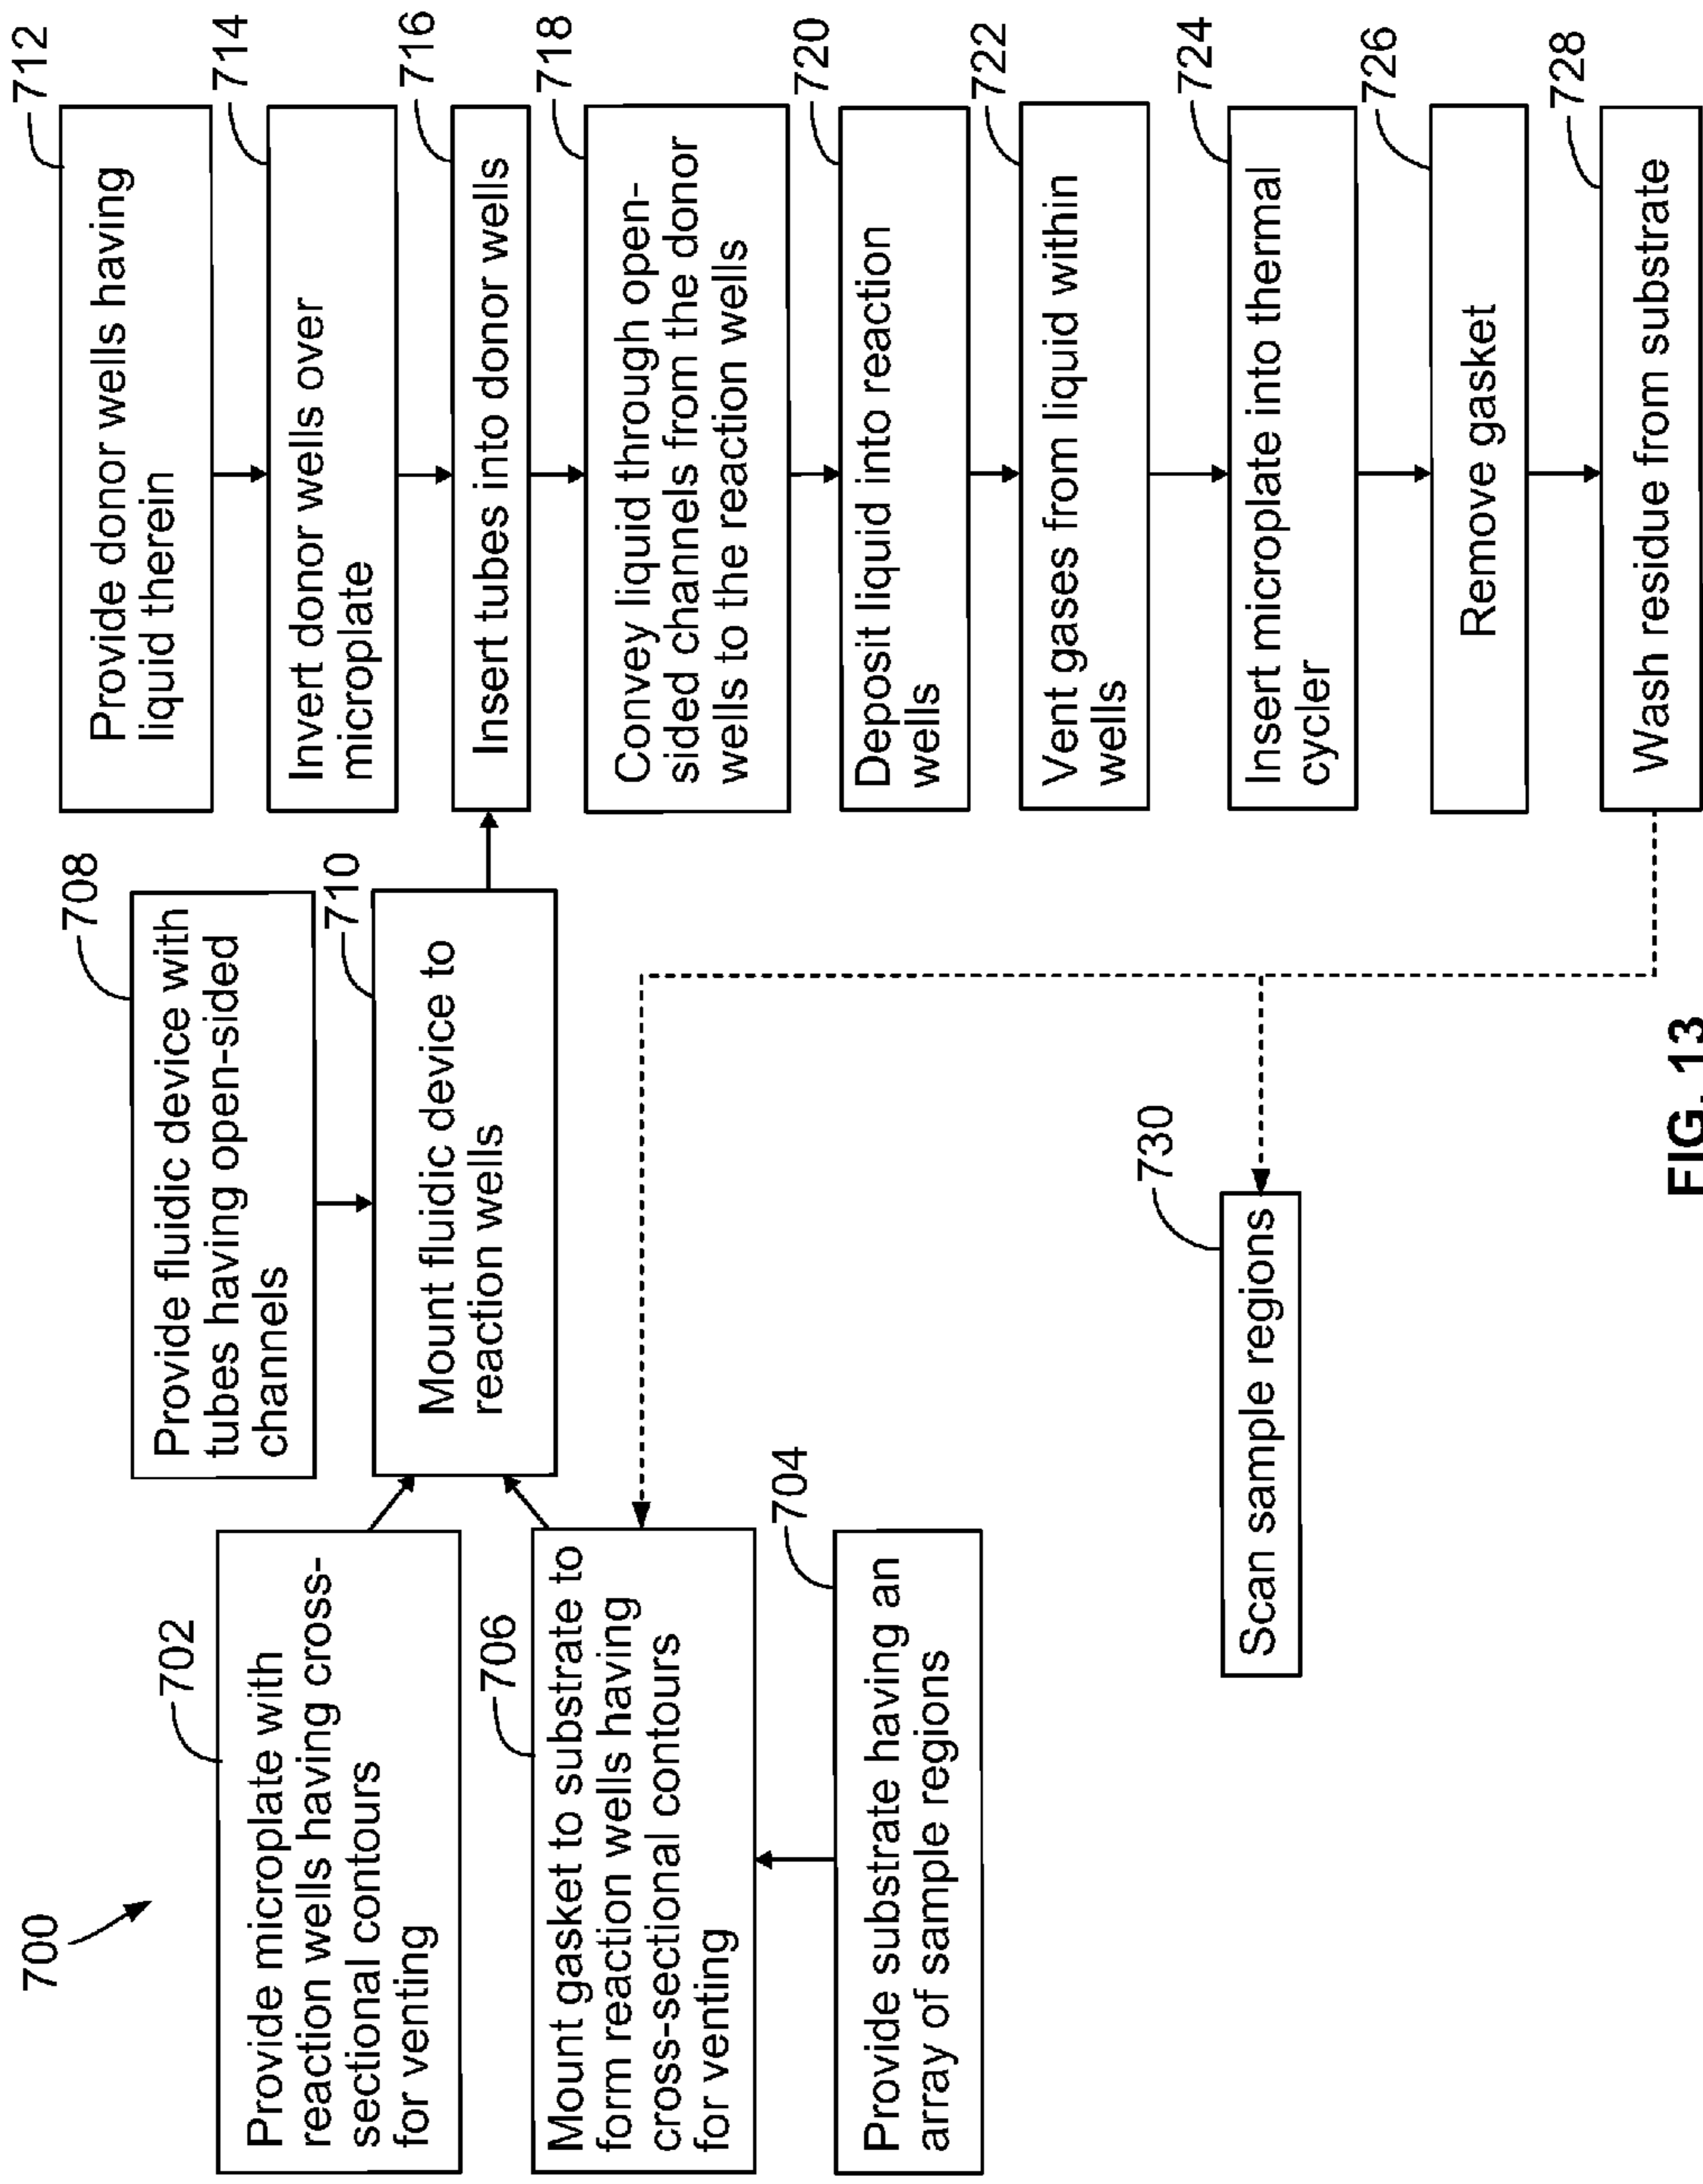 700
702
Provide microplate with
reaction wells having cross-
sectional contours
for venting
706
Mount gasket to substrate to
form reaction wells having
cross-sectional contours
for venting
704
Provide substrate having an
array of sample regions
708
Provide fluidic device with
tubes having open-sided
channels
710
Mount fluidic device to
reaction wells
712
Provide donor wells having
liquid therein
714
Invert donor wells over
microplate
716
Insert tubes into donor wells
718
Convey liquid through open-
sided channels from the donor
wells to the reaction wells
720
Deposit liquid into reaction
wells
722
Vent gases from liquid within
wells
724
Insert microplate into thermal
cycler
726
Remove gasket
728
Wash residue from substrate
730
Scan sample regions
FIG. 13